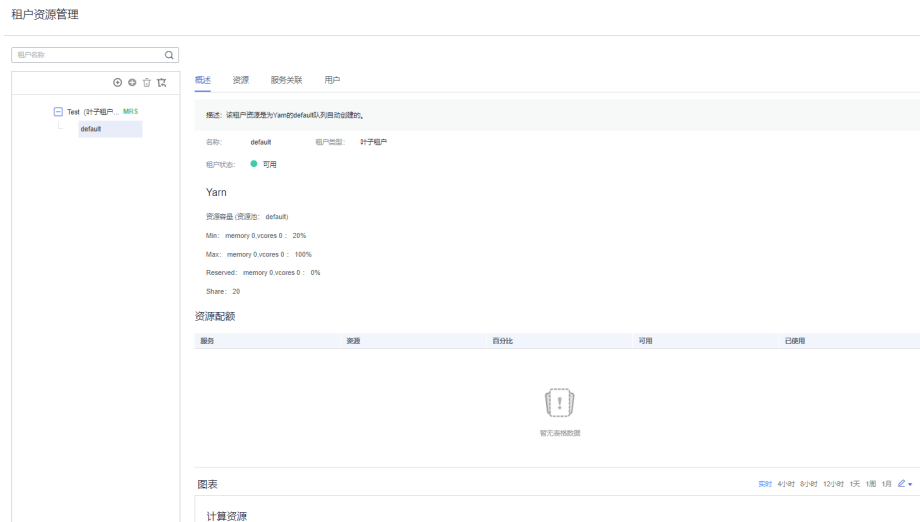 租户资源管理
租户名称
概述 资源 服务关联 用户
Test (叶子租户... MRS
default
描述: 该租户资源是为Yarn的default队列自动创建的。
名称: default 租户类型: 叶子租户
租户状态: 可用
Yarn
资源容量 (资源池: default)
Min: memory 0,vcores 0 : 20%
Max: memory 0,vcores 0 : 100%
Reserved: memory 0,vcores 0 : 0%
Share: 20
资源配额
服务 资源 百分比 可用 已使用
暂无表格数据
图表 实时 4小时 8小时 12小时 1天 1周 1月
计算资源